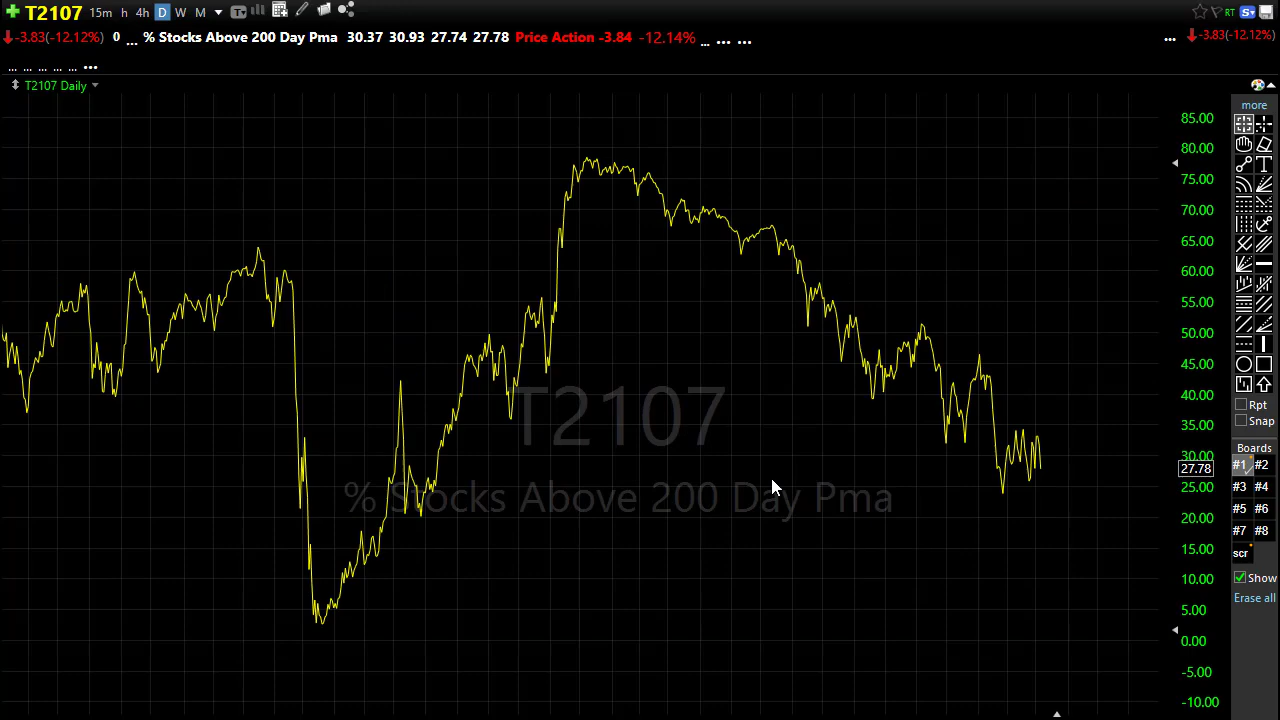 T2107 15m h 4h D W M T RT S
-3.83(-12.12%) 0 ... % Stocks Above 200 Day Pma 30.37 30.93 27.74 27.78 Price Action -3.84 -12.14% ... ... ... ... -3.83(-12.12%)
... ... ... ... ... ...
T2107 Daily
more
85.00
80.00
75.00
70.00
65.00
60.00
55.00
50.00
45.00
40.00
35.00
30.00
27.78
25.00
20.00
15.00
10.00
5.00
0.00
-5.00
-10.00
T2107
% Stocks Above 200 Day Pma
Rpt
Snap
Boards
#1 #2
#3 #4
#5 #6
#7 #8
scr
Show
Erase all